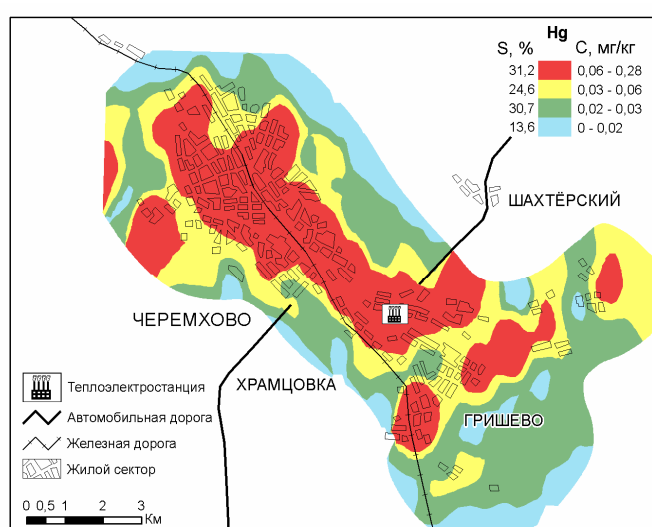 Hg
S, % C, мг/кг
31,2 0,06 - 0,28
24,6 0,03 - 0,06
30,7 0,02 - 0,03
13,6 0 - 0,02
ШАХТЁРСКИЙ
ЧЕРЕМХОВО
ХРАМЦОВКА
ГРИШЕВО
Теплоэлектростанция
Автомобильная дорога
Железная дорога
Жилой сектор
0 0,5 1 2 3
Км